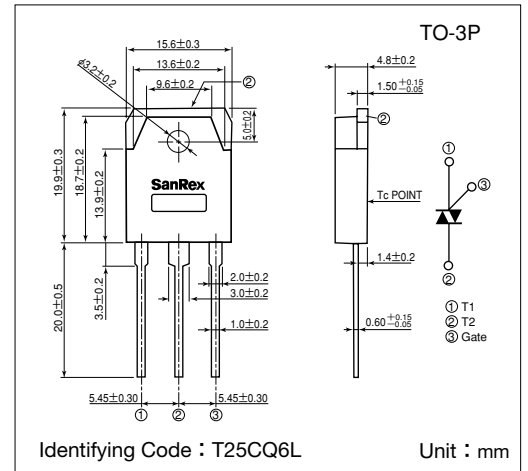 TO-3P
15.6±0.3
13.6±0.2
9.6±0.2
②
φ3.2±0.2
5.0±0.2
19.9±0.3
18.7±0.2
13.9±0.2
SanRex
20.0±0.5
3.5±0.2
2.0±0.2
3.0±0.2
1.0±0.2
5.45±0.30
5.45±0.30
① ② ③
4.8±0.2
1.50 +0.15 −0.05
②
Tc POINT
1.4±0.2
0.60 +0.15 −0.05
①
③
②
① T1
② T2
③ Gate
Identifying Code：T25CQ6L
Unit：mm